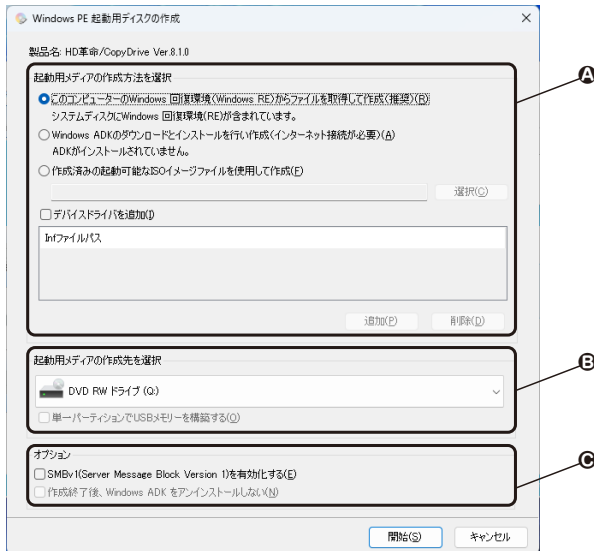 Windows PE 起動用ディスクの作成
製品名: HD革命/CopyDrive Ver.8.1.0
起動用メディアの作成方法を選択
このコンピューターのWindows 回復環境(Windows RE)からファイルを取得して作成(推奨)(R)
システムディスクにWindows 回復環境(RE)が含まれています。
Windows ADKのダウンロードとインストールを行い作成(インターネット接続が必要)(A)
ADKがインストールされていません。
作成済みの起動可能なISOイメージファイルを使用して作成(F)
選択(C)
デバイスドライバを追加(I)
Infファイルパス
追加(P) 削除(D)
A
起動用メディアの作成先を選択
DVD RW ドライブ (Q:)
単一パーティションでUSBメモリーを構築する(O)
B
オプション
SMBv1(Server Message Block Version 1)を有効化する(E)
作成終了後、Windows ADK をアンインストールしない(N)
C
開始(S) キャンセル